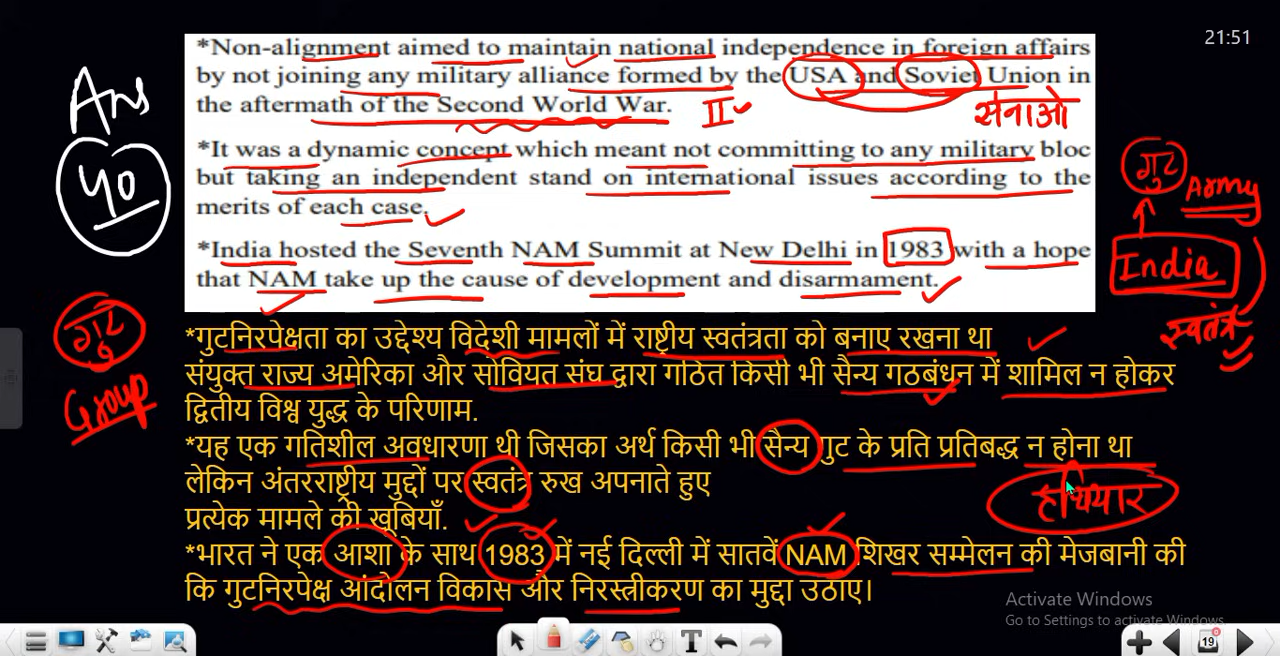 21:51
*Non-alignment aimed to maintain national independence in foreign affairs
by not joining any military alliance formed by the USA and Soviet Union in
the aftermath of the Second World War.
II
सेनाओ
*It was a dynamic concept which meant not committing to any military bloc
but taking an independent stand on international issues according to the
merits of each case.
*India hosted the Seventh NAM Summit at New Delhi in 1983 with a hope
that NAM take up the cause of development and disarmament.
Ans
40
गुट
Group
गुट
Army
India
स्वतंत्र
*गुटनिरपेक्षता का उद्देश्य विदेशी मामलों में राष्ट्रीय स्वतंत्रता को बनाए रखना था
संयुक्त राज्य अमेरिका और सोवियत संघ द्वारा गठित किसी भी सैन्य गठबंधन में शामिल न होकर
द्वितीय विश्व युद्ध के परिणाम.
*यह एक गतिशील अवधारणा थी जिसका अर्थ किसी भी सैन्य गुट के प्रति प्रतिबद्ध न होना था
लेकिन अंतरराष्ट्रीय मुद्दों पर स्वतंत्र रुख अपनाते हुए
प्रत्येक मामले की खूबियाँ.
हथियार
*भारत ने एक आशा के साथ 1983 में नई दिल्ली में सातवें NAM शिखर सम्मेलन की मेजबानी की
कि गुटनिरपेक्ष आंदोलन विकास और निरस्त्रीकरण का मुद्दा उठाए।
Activate Windows
Go to Settings to activate Windows.
19